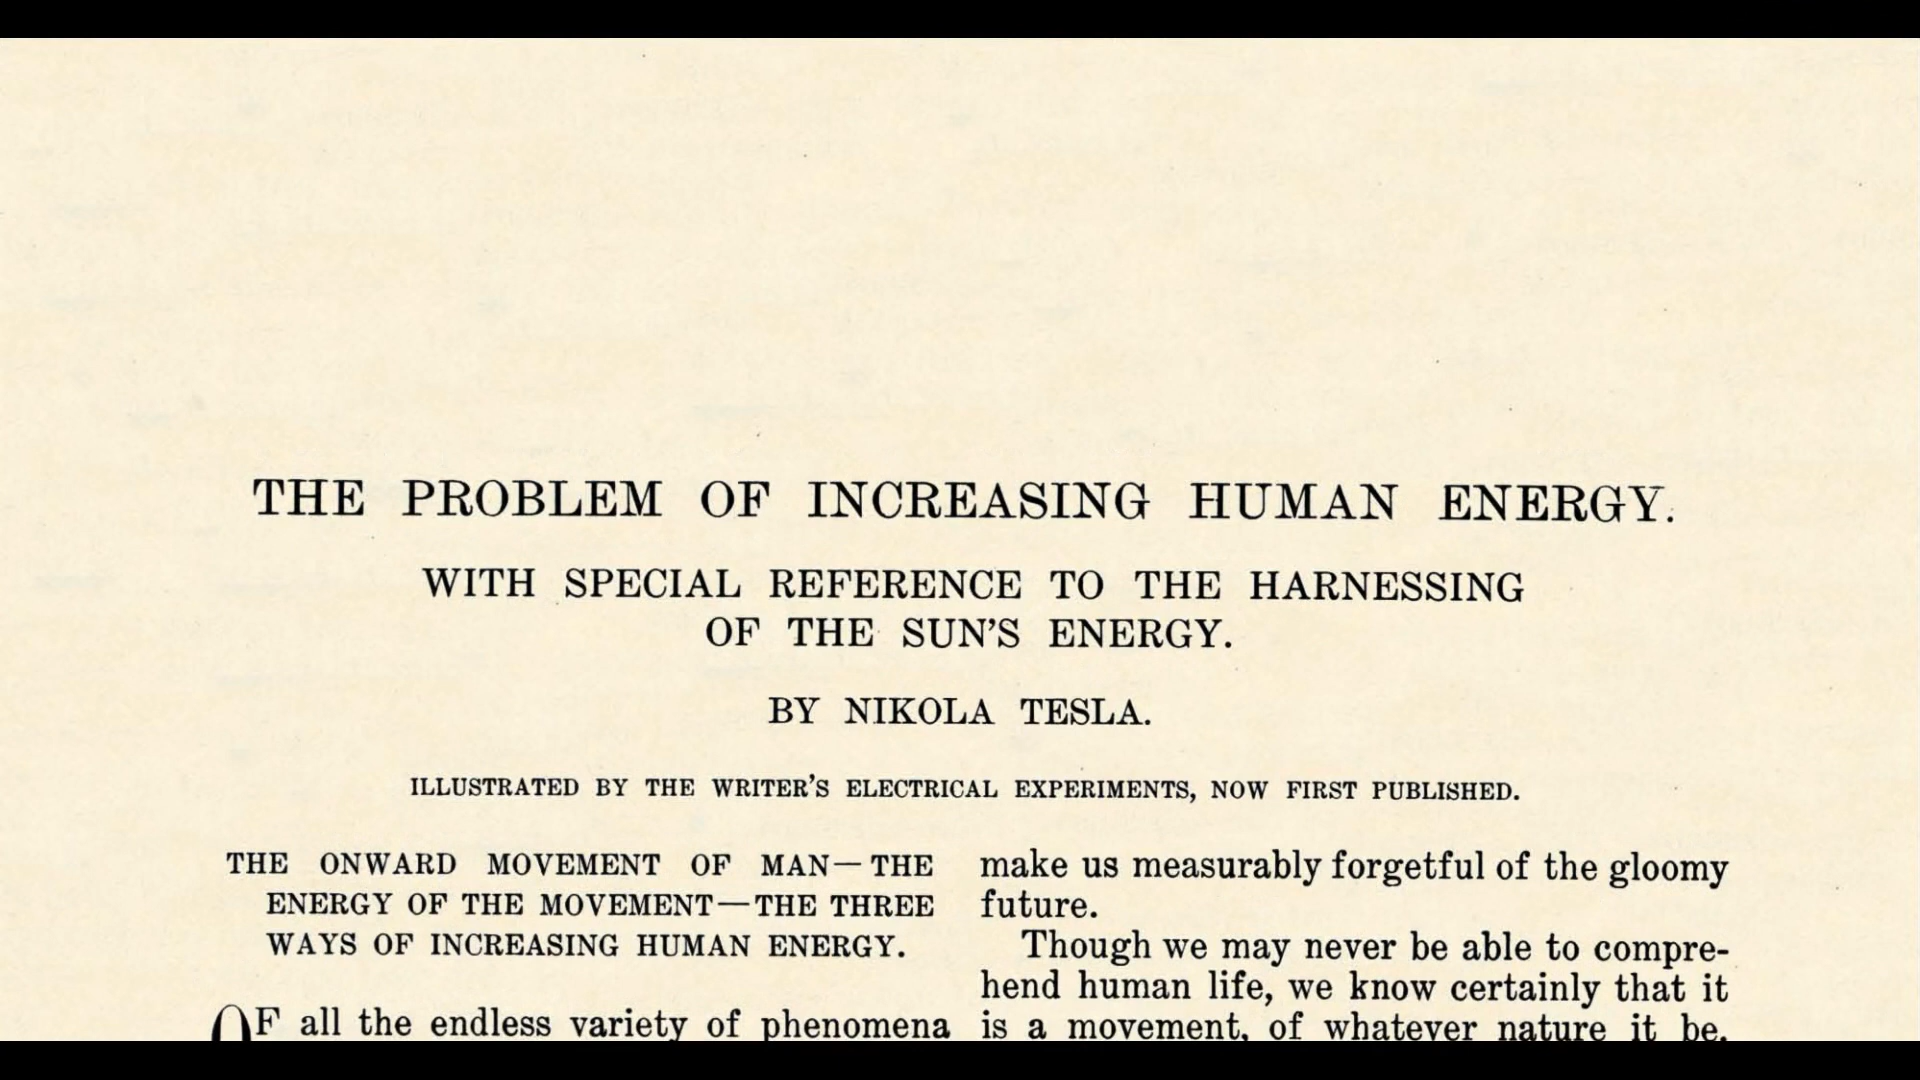 THE PROBLEM OF INCREASING HUMAN ENERGY.
WITH SPECIAL REFERENCE TO THE HARNESSING
OF THE SUN'S ENERGY.
BY NIKOLA TESLA.
ILLUSTRATED BY THE WRITER'S ELECTRICAL EXPERIMENTS, NOW FIRST PUBLISHED.
THE ONWARD MOVEMENT OF MAN—THE
ENERGY OF THE MOVEMENT—THE THREE
WAYS OF INCREASING HUMAN ENERGY.
OF all the endless variety of phenomena
make us measurably forgetful of the gloomy
future.
Though we may never be able to compre-
hend human life, we know certainly that it
is a movement, of whatever nature it be.